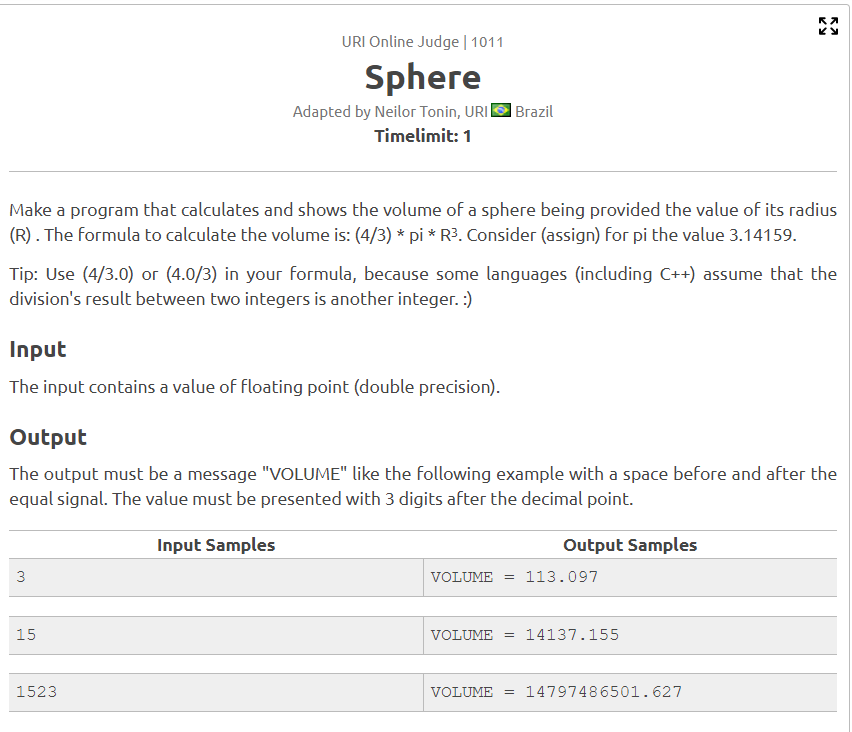 URI Online Judge | 1011
Sphere
Adapted by Neilor Tonin, URI Brazil
Timelimit: 1
Make a program that calculates and shows the volume of a sphere being provided the value of its radius
(R) . The formula to calculate the volume is: (4/3) * pi * R³. Consider (assign) for pi the value 3.14159.
Tip: Use (4/3.0) or (4.0/3) in your formula, because some languages (including C++) assume that the
division's result between two integers is another integer. :)
Input
The input contains a value of floating point (double precision).
Output
The output must be a message "VOLUME" like the following example with a space before and after the
equal signal. The value must be presented with 3 digits after the decimal point.
Input Samples Output Samples
3 VOLUME = 113.097
15 VOLUME = 14137.155
1523 VOLUME = 14797486501.627